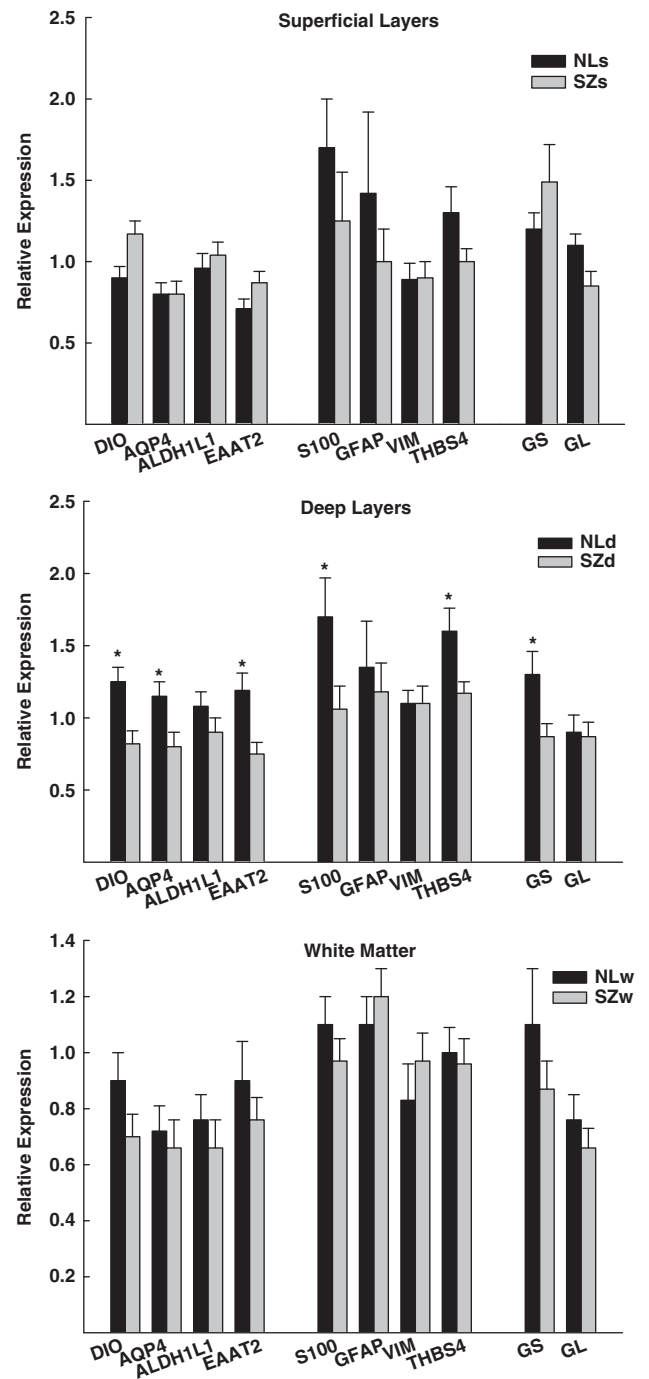 Superficial Layers
NLs
SZs
Relative Expression
2.5
2.0
1.5
1.0
0.5
DIO AQP4 ALDH1L1 EAAT2 S100 GFAP VIM THBS4 GS GL
Deep Layers
NLd
SZd
Relative Expression
2.5
2.0
1.5
1.0
0.5
* * * * * *
DIO AQP4 ALDH1L1 EAAT2 S100 GFAP VIM THBS4 GS GL
White Matter
NLw
SZw
Relative Expression
1.4
1.2
1.0
0.8
0.6
0.4
0.2
DIO AQP4 ALDH1L1 EAAT2 S100 GFAP VIM THBS4 GS GL